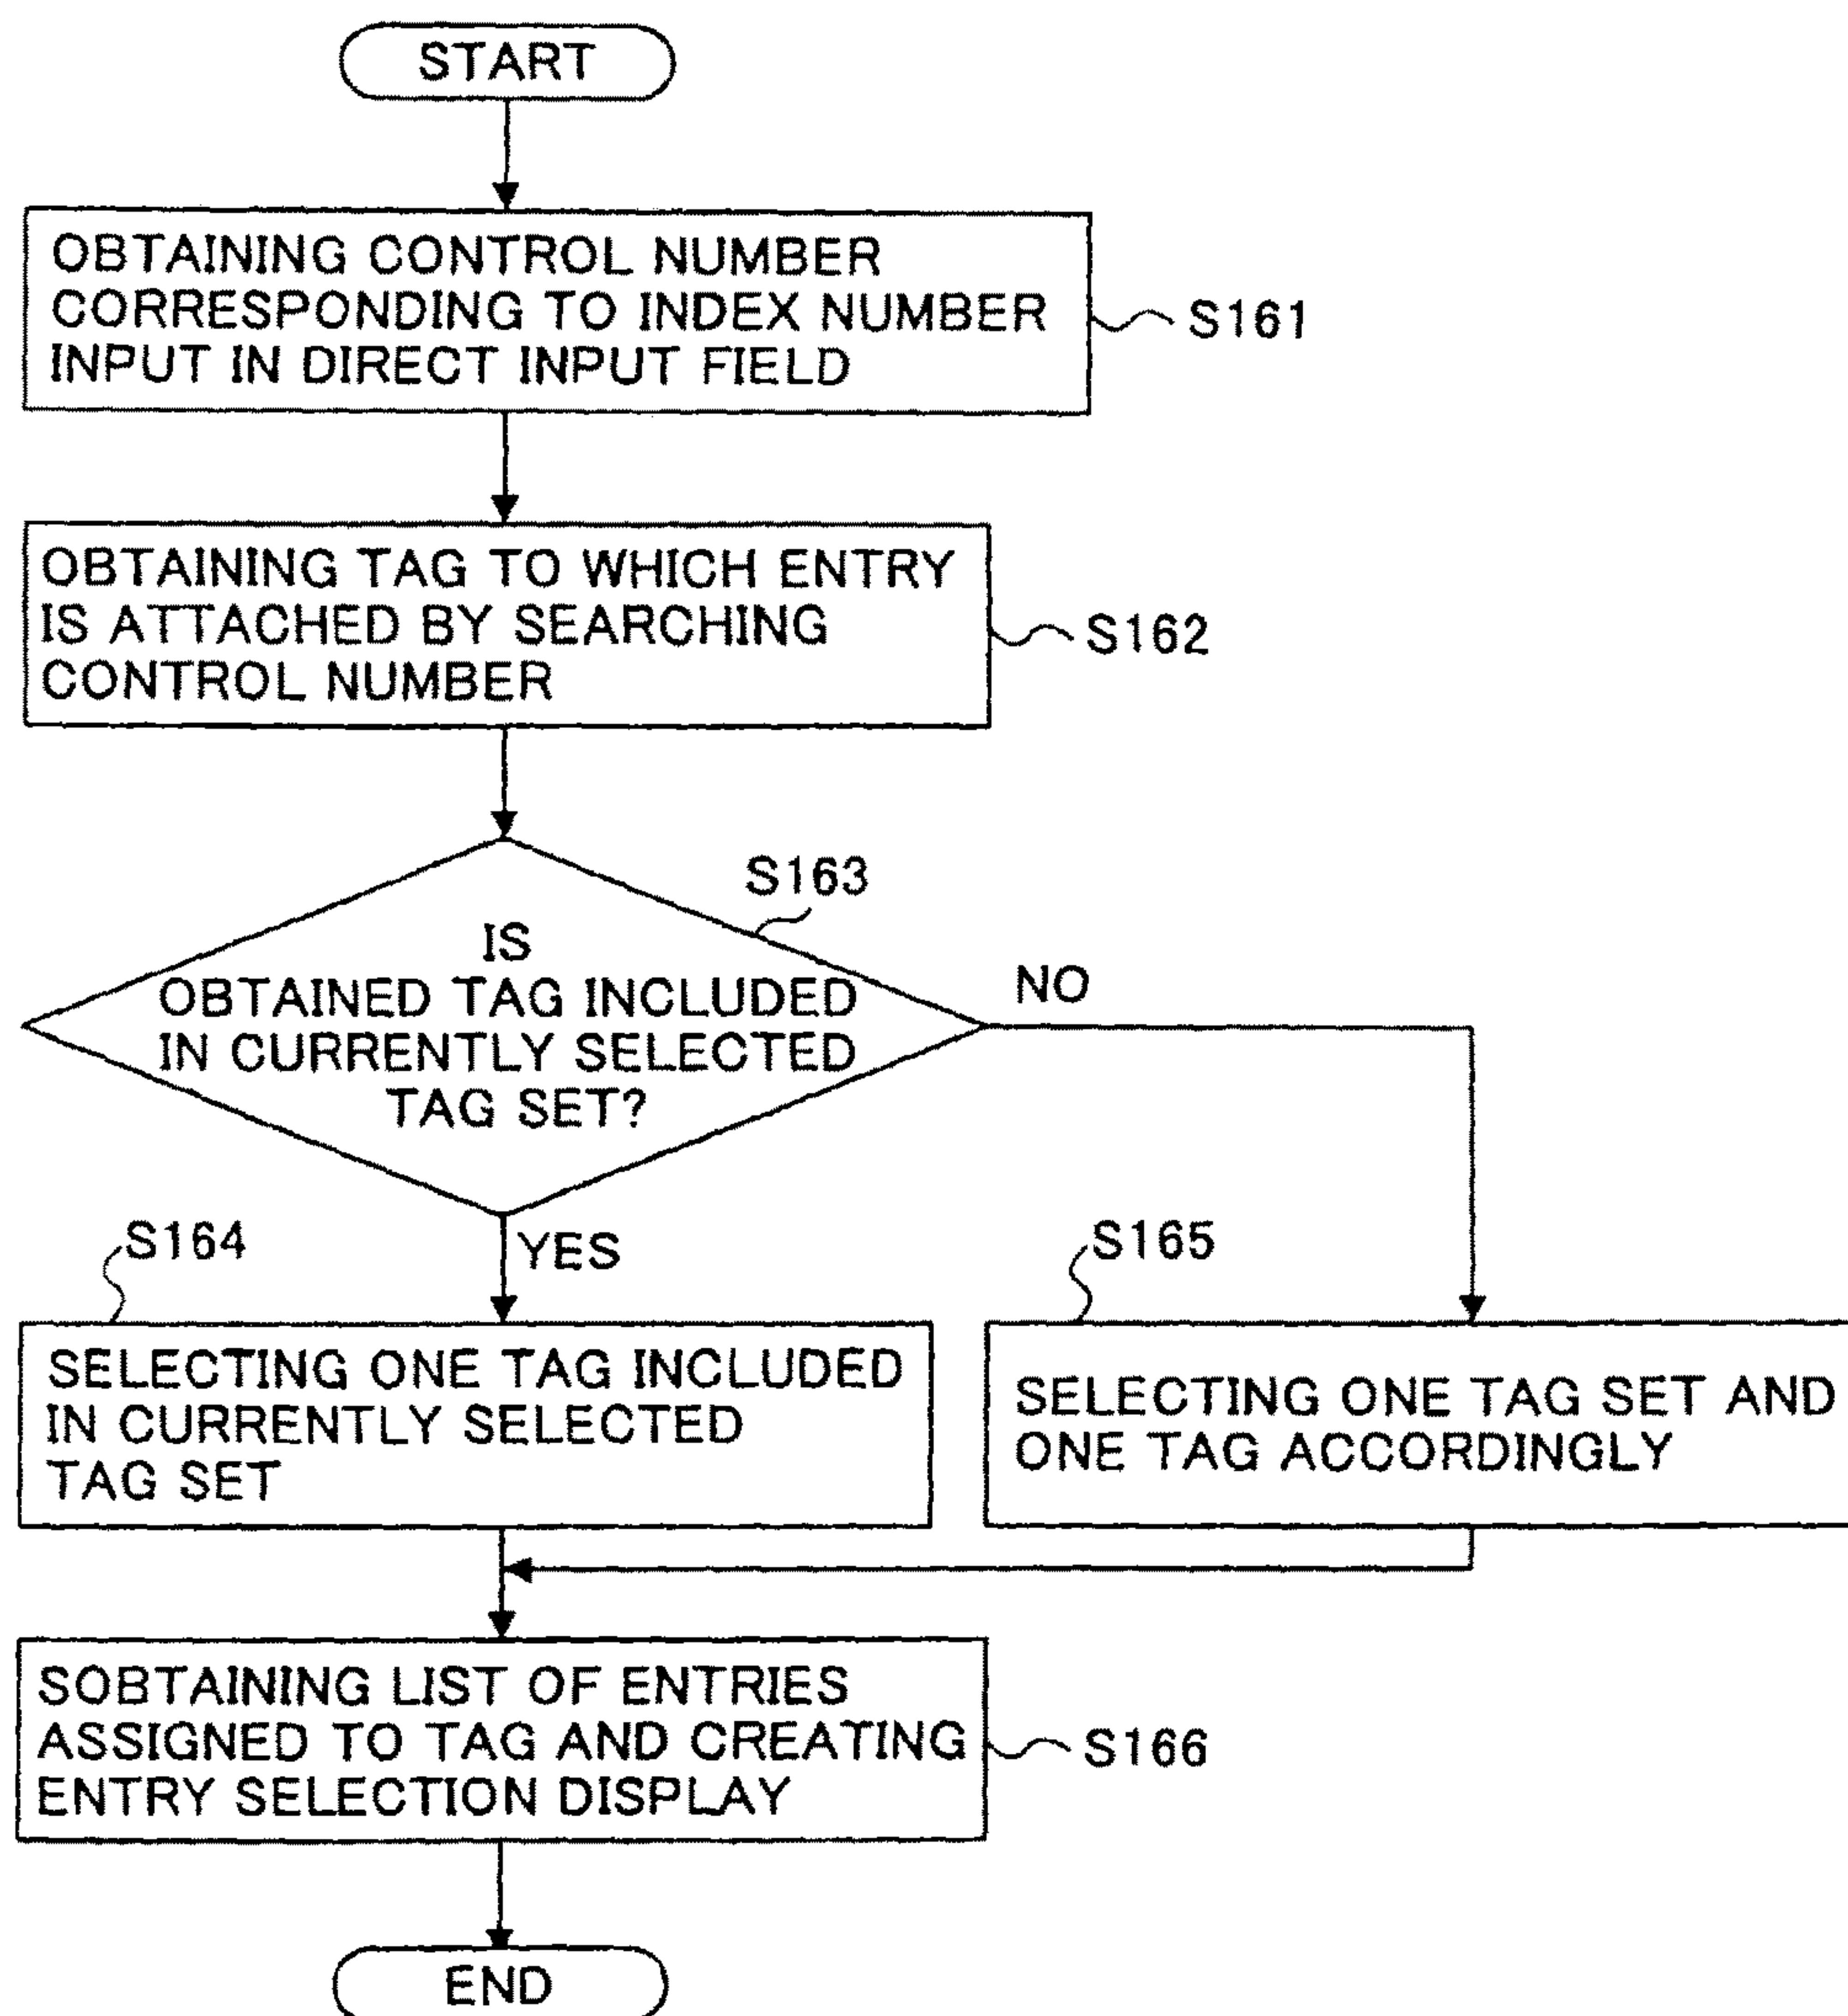 START
OBTAINING CONTROL NUMBER
CORRESPONDING TO INDEX NUMBER
INPUT IN DIRECT INPUT FIELD
S161
OBTAINING TAG TO WHICH ENTRY
IS ATTACHED BY SEARCHING
CONTROL NUMBER
S162
S163
IS
OBTAINED TAG INCLUDED
IN CURRENTLY SELECTED
TAG SET?
NO
YES
S164
SELECTING ONE TAG INCLUDED
IN CURRENTLY SELECTED
TAG SET
S165
SELECTING ONE TAG SET AND
ONE TAG ACCORDINGLY
SOBTAINING LIST OF ENTRIES
ASSIGNED TO TAG AND CREATING
ENTRY SELECTION DISPLAY
S166
END